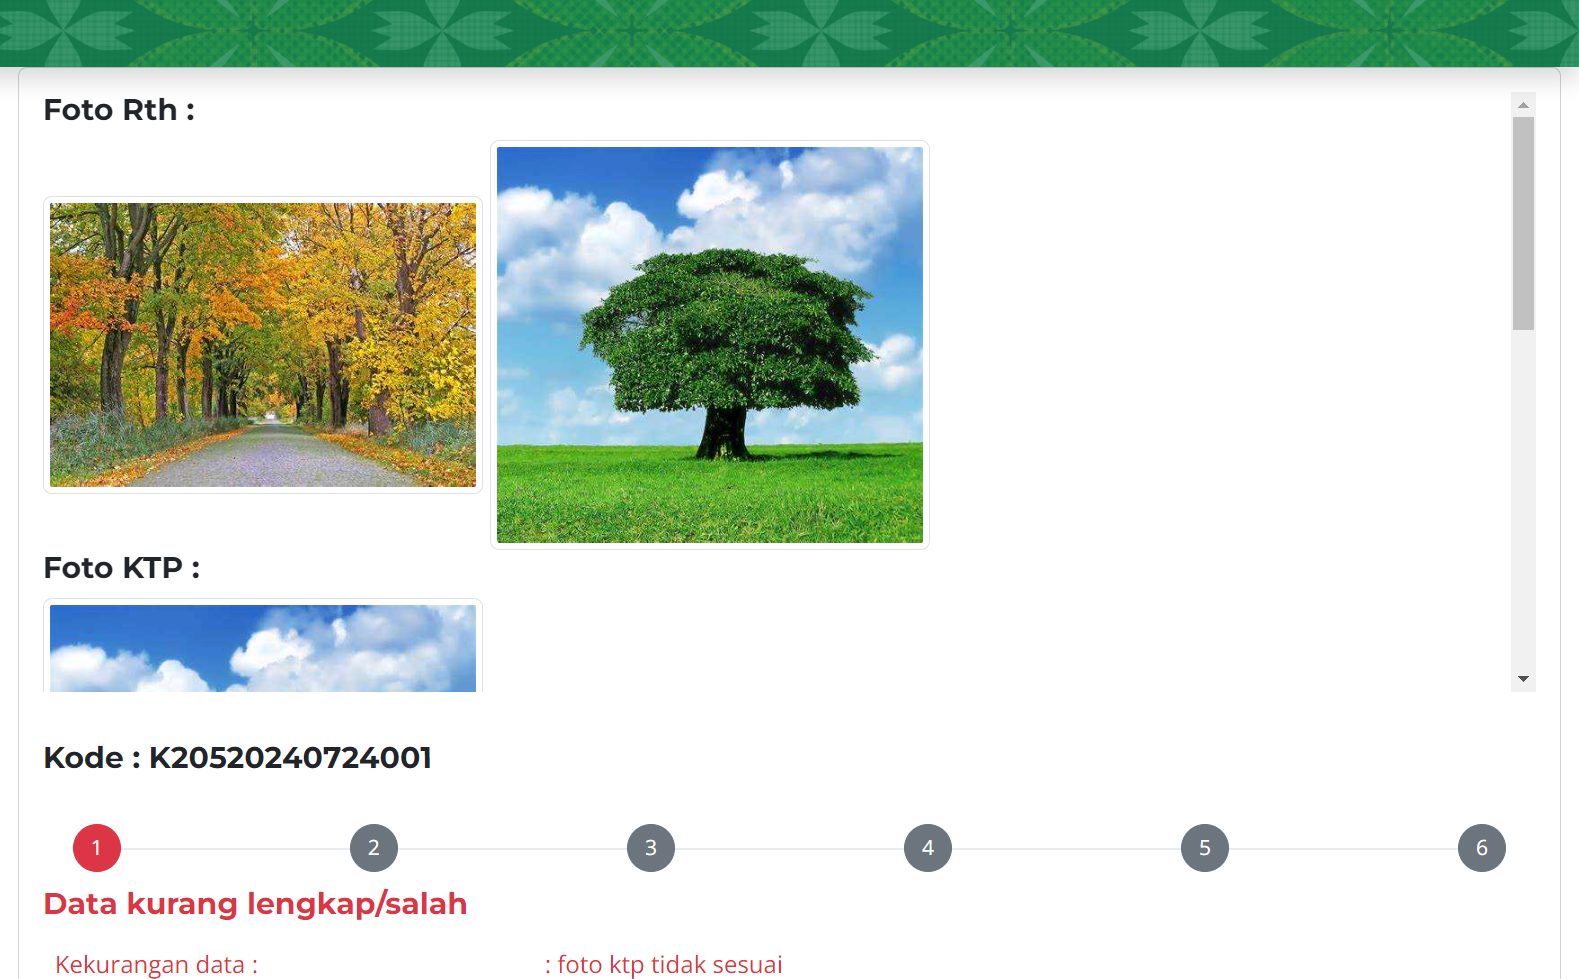 Foto Rth :
Foto KTP :
Kode : K20520240724001
1 2 3 4 5 6
Data kurang lengkap/salah
Kekurangan data : : foto ktp tidak sesuai